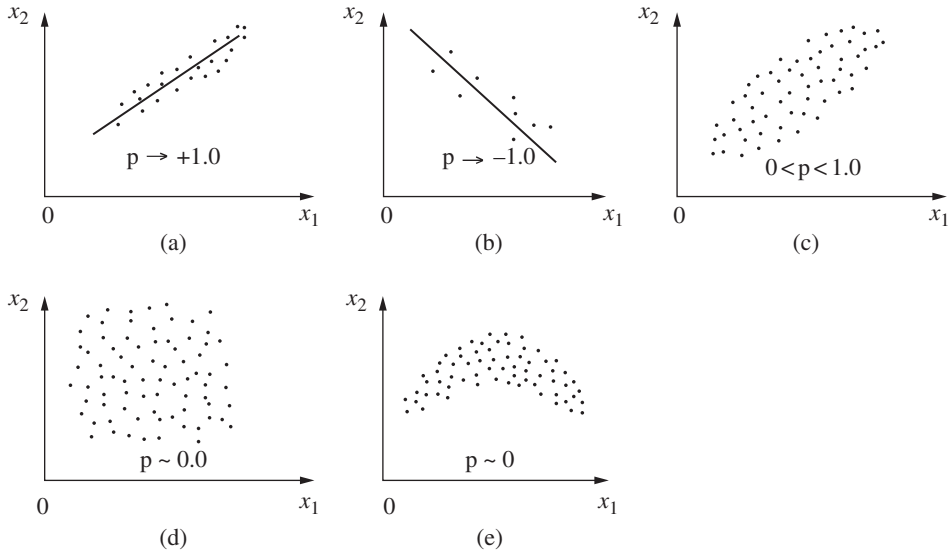 x2
p → +1.0
0
x1
(a)
x2
p → –1.0
0
x1
(b)
x2
0 < p < 1.0
0
x1
(c)
x2
p ~ 0.0
0
x1
(d)
x2
p ~ 0
0
x1
(e)